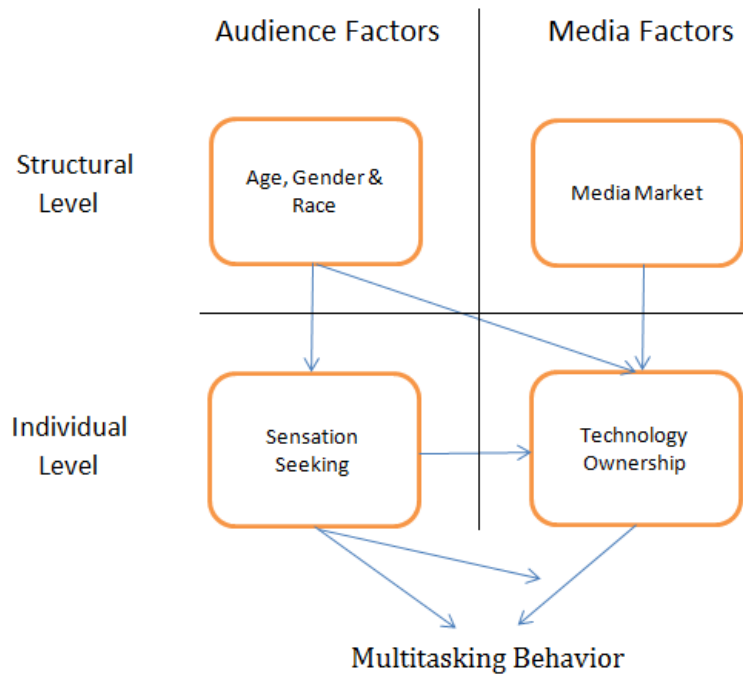 Audience Factors
Media Factors
Structural
Level
Age, Gender &
Race
Media Market
Individual
Level
Sensation
Seeking
Technology
Ownership
Multitasking Behavior